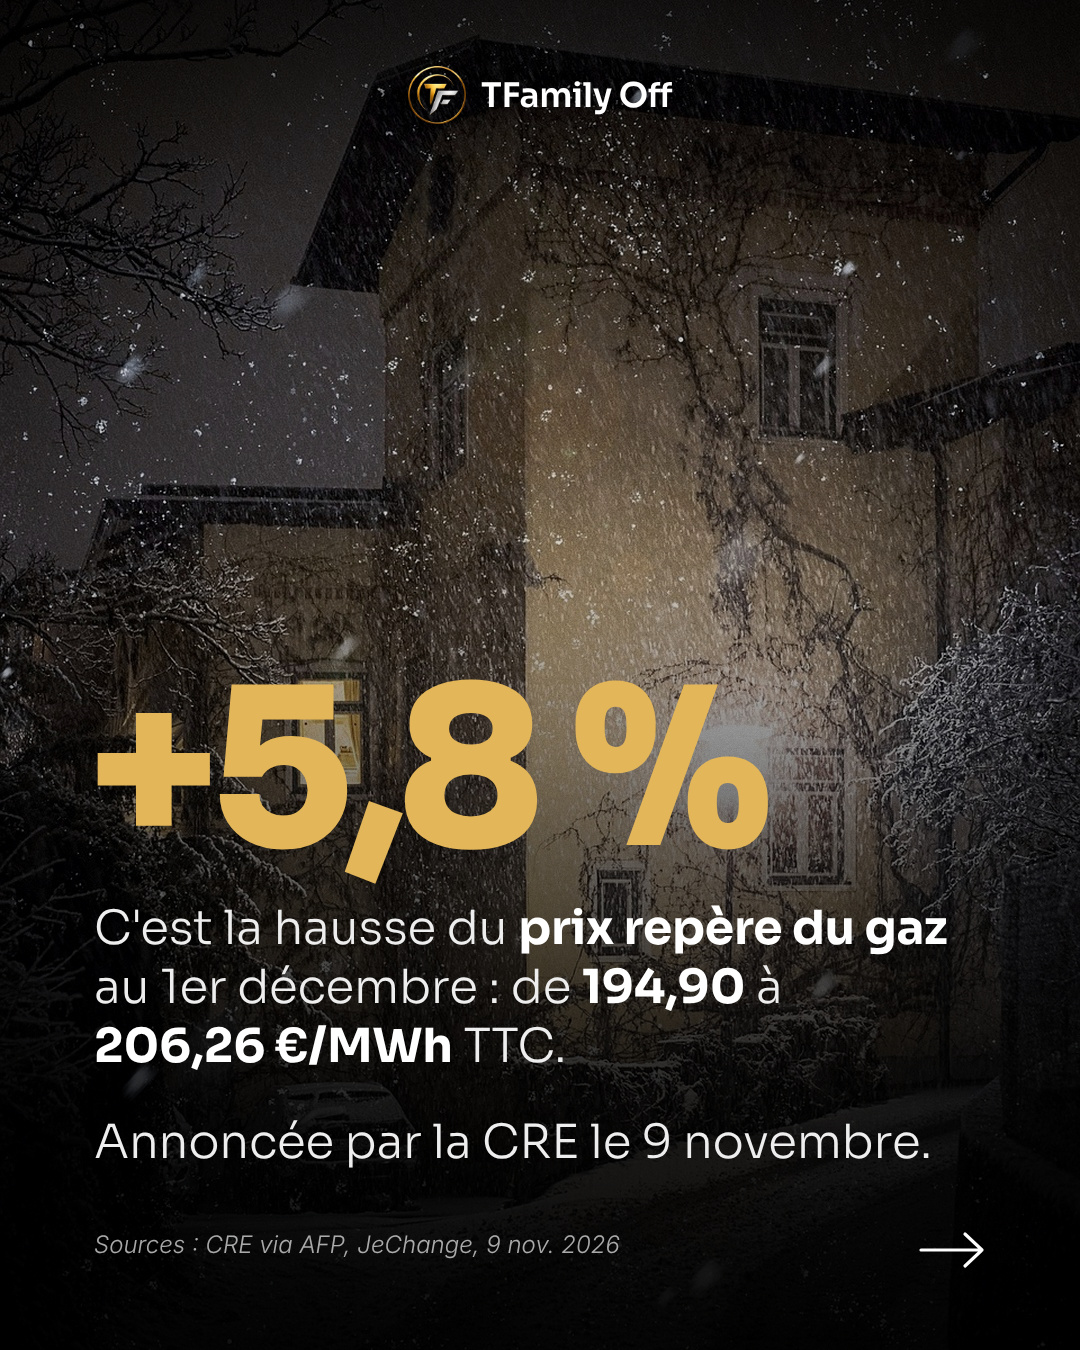 TFamily Off
+5,8 %
C'est la hausse du prix repère du gaz
au 1er décembre : de 194,90 à
206,26 €/MWh TTC.
Annoncée par la CRE le 9 novembre.
Sources : CRE via AFP, JeChange, 9 nov. 2026